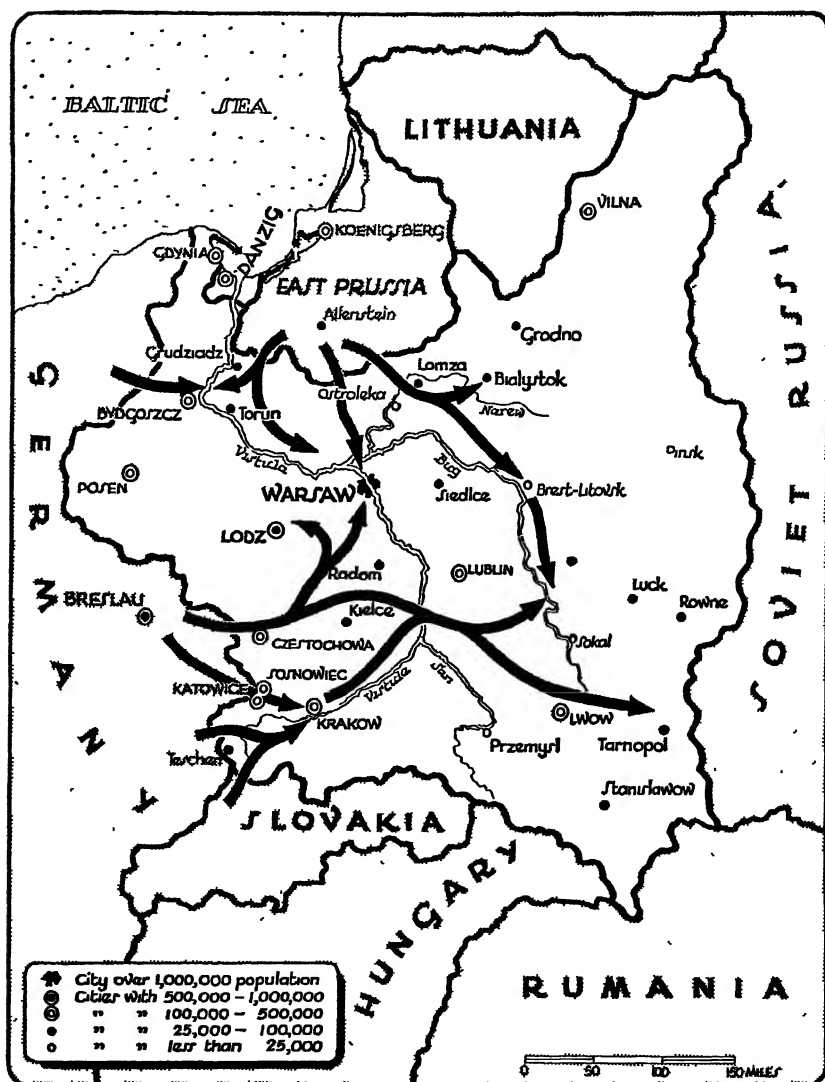 BALTIC SEA
LITHUANIA
VILNA
KOENIGSBERG
GDYNIA
DANZIG
EAST PRUSSIA
Allenstein
Grudziadz
Grodno
Lomza
Bialystok
Ostrolęka
Narew
BYDGOSZCZ
Torun
Vistula
Bug
insk
POSEN
WARSAW
Siedlce
Brest-Litovsk
LODZ
Radom
LUBLIN
BRESLAU
Kielce
Luck
Rowne
CZESTOCHOWA
Sokal
SOSNOWIEC
KATOWICE
Vistula
San
KRAKOW
LWOW
Teschen
Przemysl
Tarnopol
Stanislawow
GERMANY
SOVIET RUSSIA
SLOVAKIA
HUNGARY
RUMANIA
City over 1,000,000 population
Cities with 500,000 - 1,000,000
" " 100,000 - 500,000
" " 25,000 - 100,000
" " less than 25,000
0 50 100 150 MILES